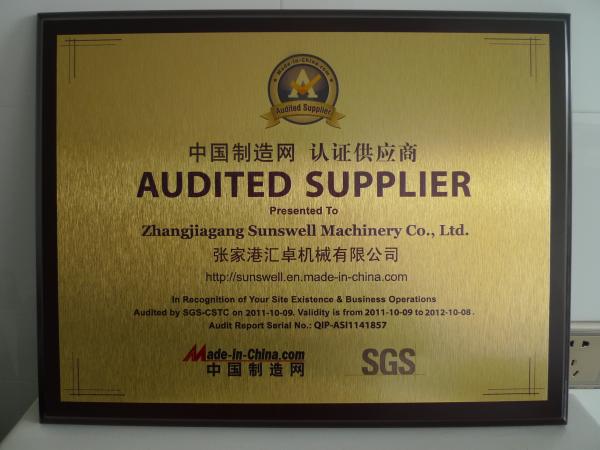 Made-in-China.com
Audited Supplier
中国制造网 认证供应商
AUDITED SUPPLIER
Presented To
Zhangjiagang Sunswell Machinery Co., Ltd.
张家港汇卓机械有限公司
http://sunswell.en.made-in-china.com
In Recognition of Your Site Existence & Business Operations
Audited by SGS-CSTC on 2011-10-09. Validity is from 2011-10-09 to 2012-10-08.
Audit Report Serial No.: QIP-ASI1141857
Made-in-China.com
中国制造网
SGS